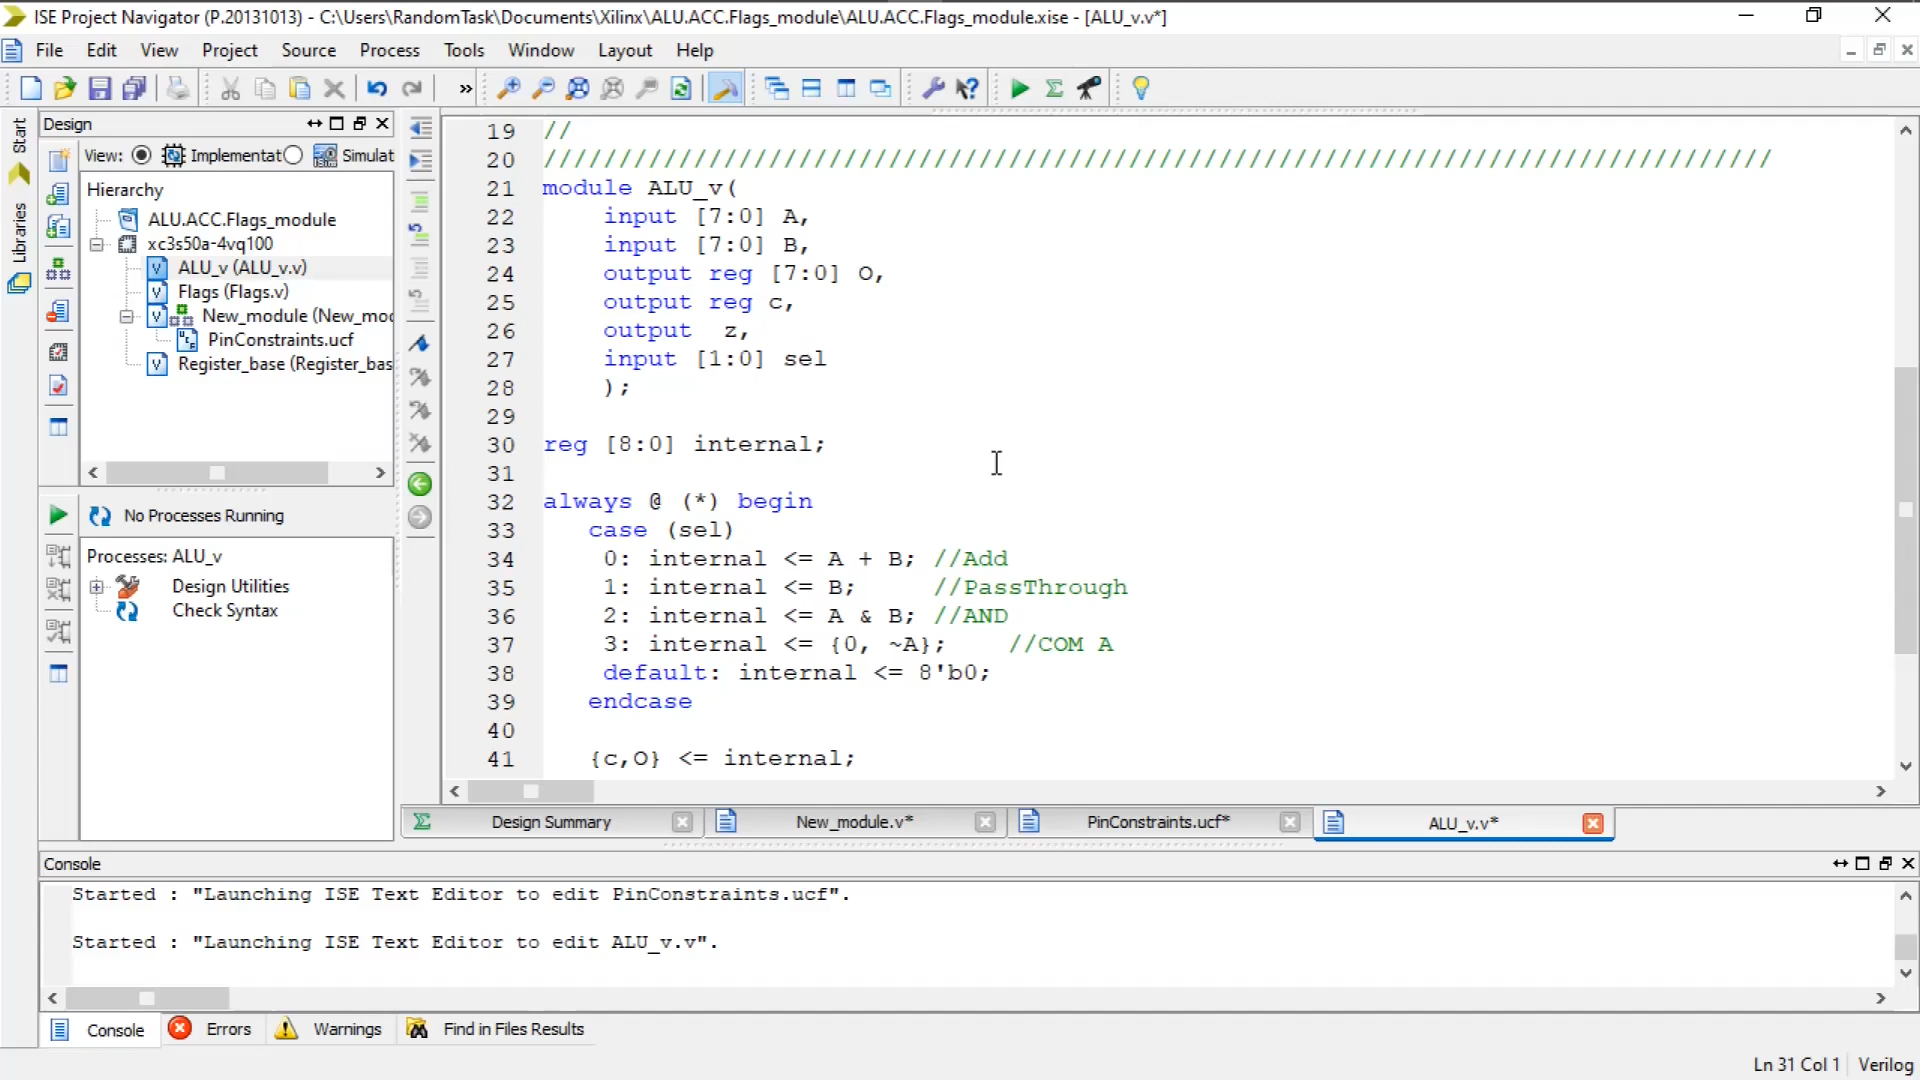 ISE Project Navigator (P.20131013) - C:\Users\RandomTask\Documents\Xilinx\ALU.ACC.Flags_module\ALU.ACC.Flags_module.xise - [ALU_v.v*]
File Edit View Project Source Process Tools Window Layout Help
Start
Libraries
Design
View: Implementat Simulat
Hierarchy
ALU.ACC.Flags_module
xc3s50a-4vq100
ALU_v (ALU_v.v)
Flags (Flags.v)
New_module (New_mod
PinConstraints.ucf
Register_base (Register_bas
No Processes Running
Processes: ALU_v
Design Utilities
Check Syntax
19 //
20 //////////////////////////////////////////////////////////////////////////////////
21 module ALU_v(
22     input [7:0] A,
23     input [7:0] B,
24     output reg [7:0] O,
25     output reg c,
26     output  z,
27     input [1:0] sel
28     );
29
30 reg [8:0] internal;
31
32 always @ (*) begin
33    case (sel)
34     0: internal <= A + B; //Add
35     1: internal <= B;     //PassThrough
36     2: internal <= A & B; //AND
37     3: internal <= {0, ~A};    //COM A
38     default: internal <= 8'b0;
39    endcase
40
41    {c,O} <= internal;
Design Summary New_module.v* PinConstraints.ucf* ALU_v.v*
Console
Started : "Launching ISE Text Editor to edit PinConstraints.ucf".
Started : "Launching ISE Text Editor to edit ALU_v.v".
Console Errors Warnings Find in Files Results
Ln 31 Col 1 Verilog